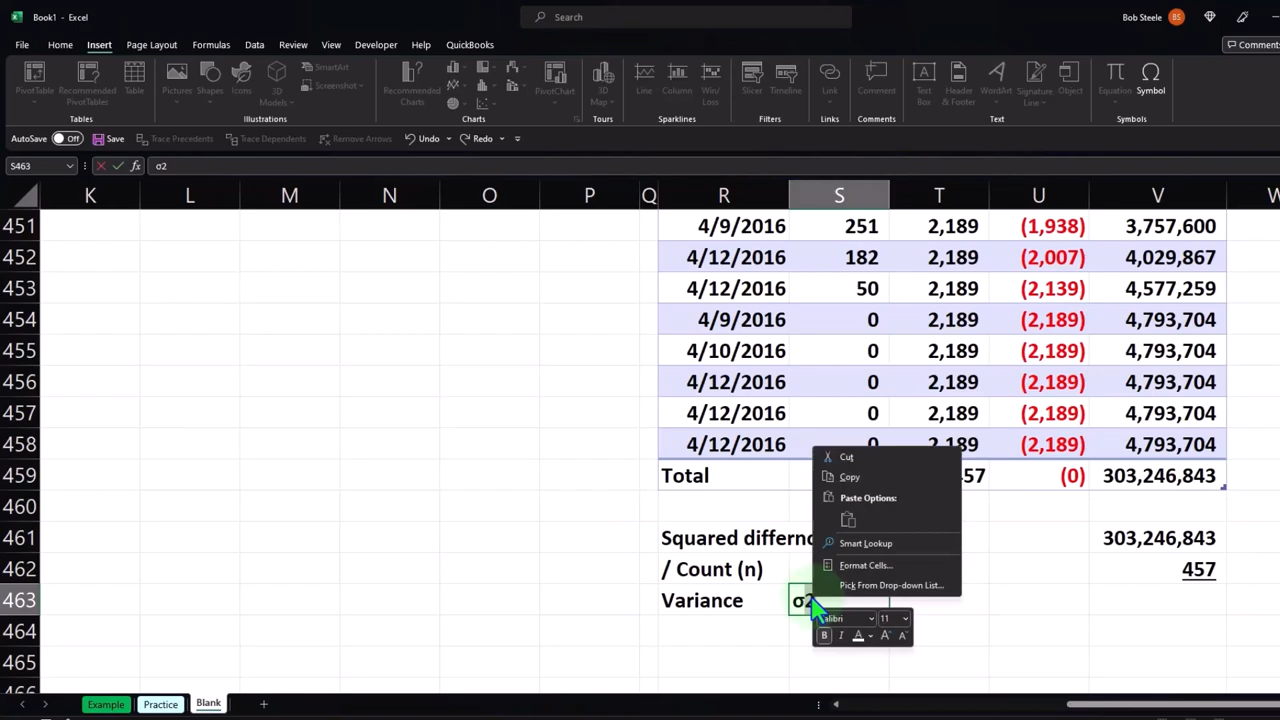 Book1 - Excel
Search
Bob Steele
BS
File Home Insert Page Layout Formulas Data Review View Developer Help QuickBooks
Comments
PivotTable Recommended PivotTables Table
Pictures Shapes Icons 3D Models SmartArt Screenshot
Recommended Charts PivotChart
3D Map
Line Column Win/Loss
Slicer Timeline
Link
Comment
Text Box Header & Footer WordArt Signature Line Object
Equation Symbol
Tables Illustrations Charts Tours Sparklines Filters Links Comments Text Symbols
AutoSave Off Save Trace Precedents Trace Dependents Remove Arrows Undo Redo
S463 fx σ2
K L M N O P Q R S T U V
451 4/9/2016 251 2,189 (1,938) 3,757,600
452 4/12/2016 182 2,189 (2,007) 4,029,867
453 4/12/2016 50 2,189 (2,139) 4,577,259
454 4/9/2016 0 2,189 (2,189) 4,793,704
455 4/10/2016 0 2,189 (2,189) 4,793,704
456 4/12/2016 0 2,189 (2,189) 4,793,704
457 4/12/2016 0 2,189 (2,189) 4,793,704
458 4/12/2016 0 2,189 (2,189) 4,793,704
459 Total 57 (0) 303,246,843
460
461 Squared differnc 303,246,843
462 / Count (n) 457
463 Variance σ2
464
465
466
Cut
Copy
Paste Options:
Smart Lookup
Format Cells...
Pick From Drop-down List...
11
B I A A A
Example Practice Blank